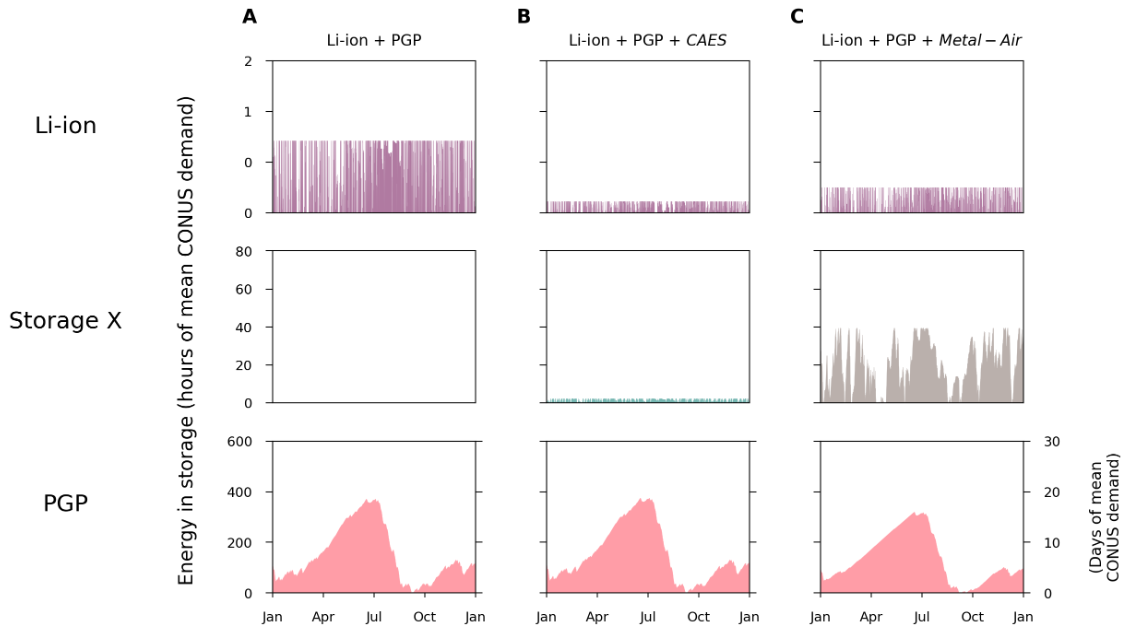 A
B
C
Li-ion + PGP
Li-ion + PGP + CAES
Li-ion + PGP + Metal−Air
Li-ion
Storage X
PGP
Energy in storage (hours of mean CONUS demand)
2
1
0
0
80
60
40
20
0
600
400
200
0
30
20
10
0
(Days of mean
CONUS demand)
Jan Apr Jul Oct Jan
Jan Apr Jul Oct Jan
Jan Apr Jul Oct Jan